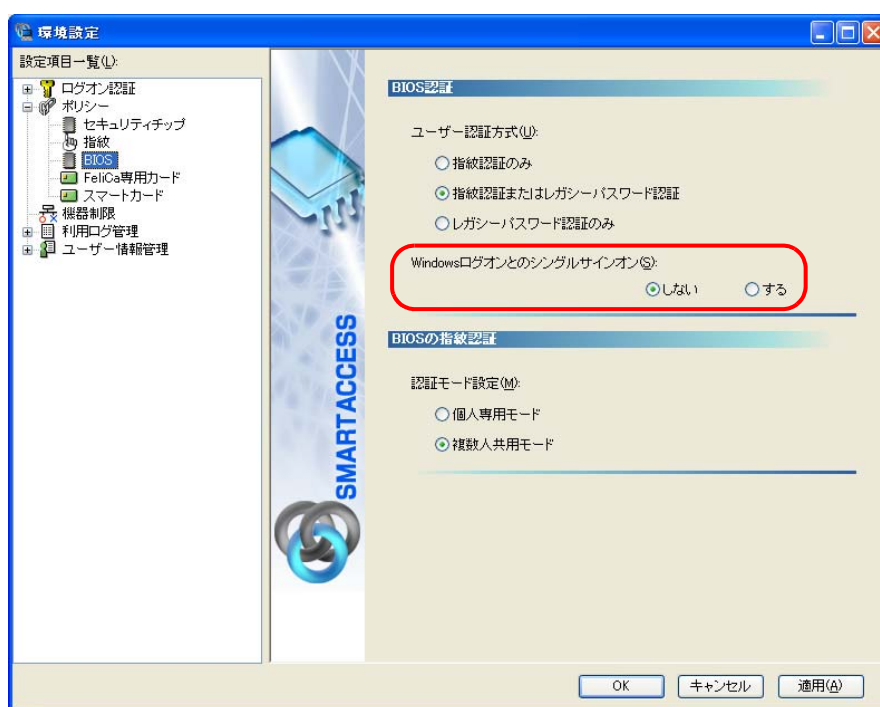 環境設定
設定項目一覧(L):
ログオン認証
ポリシー
セキュリティチップ
指紋
BIOS
FeliCa専用カード
スマートカード
機器制限
利用ログ管理
ユーザー情報管理
SMARTACCESS
BIOS認証
ユーザー認証方式(U):
指紋認証のみ
指紋認証またはレガシーパスワード認証
レガシーパスワード認証のみ
Windowsログオンとのシングルサインオン(S):
しない する
BIOSの指紋認証
認証モード設定(M):
個人専用モード
複数人共用モード
OK キャンセル 適用(A)